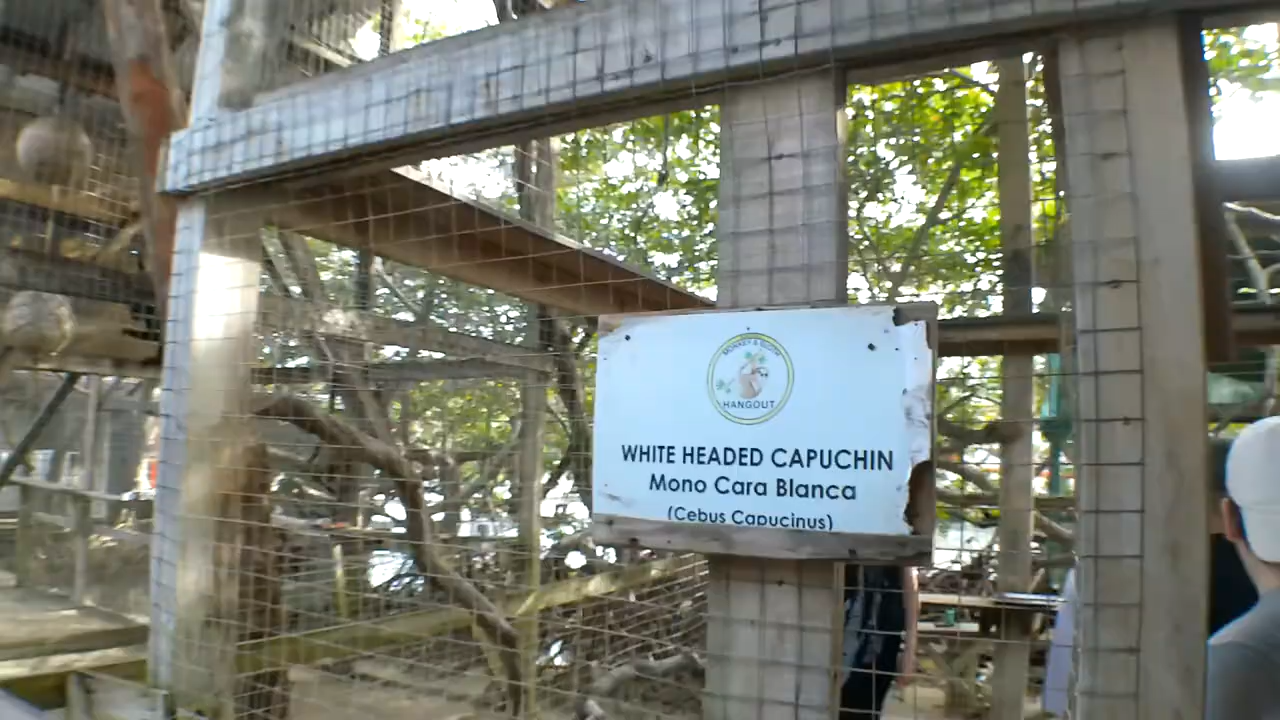 MONKEY & SLOTH
HANGOUT
WHITE HEADED CAPUCHIN
Mono Cara Blanca
(Cebus Capucinus)